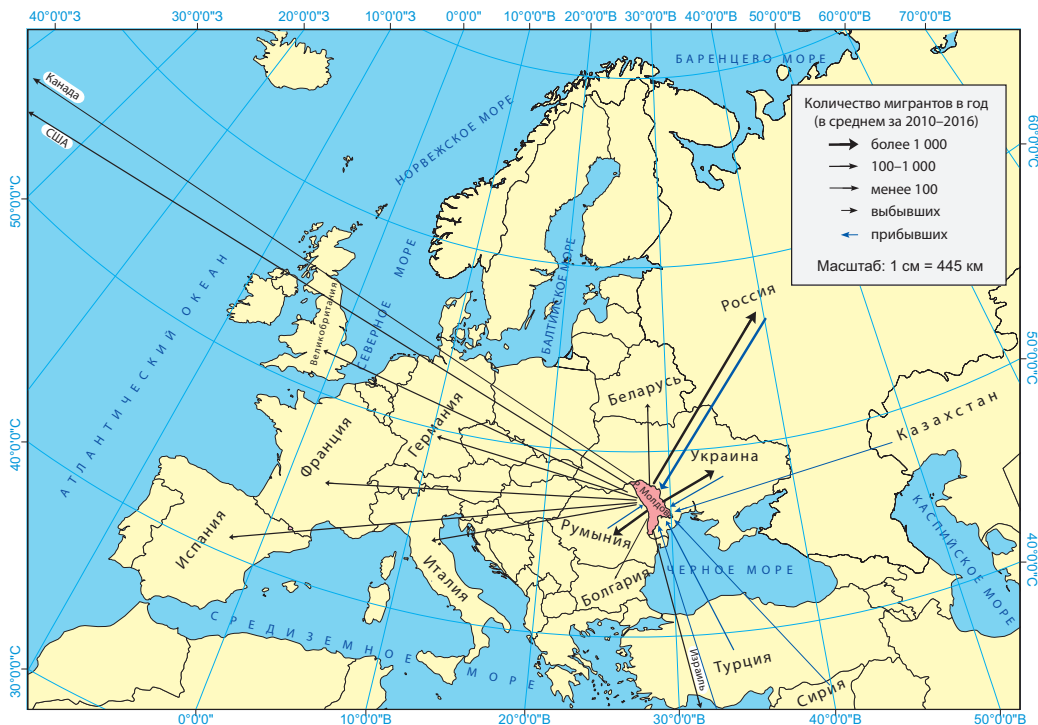 40°0'0"З 30°0'0"З 20°0'0"З 10°0'0"З 0°0'0" 10°0'0"В 20°0'0"В 30°0'0"В 40°0'0"В 50°0'0"В 60°0'0"В 70°0'0"В
БАРЕНЦЕВО МОРЕ
Канада
США
НОРВЕЖСКОЕ МОРЕ
Количество мигрантов в год
(в среднем за 2010–2016)
более 1 000
100–1 000
менее 100
выбывших
прибывших
Масштаб: 1 см = 445 км
60°0'0"С
50°0'0"С
АТЛАНТИЧЕСКИЙ ОКЕАН
Великобритания
СЕВЕРНОЕ МОРЕ
БАЛТИЙСКОЕ МОРЕ
Россия
50°0'0"С
Беларусь
Казахстан
Германия
Франция
Украина
40°0'0"С
Р. Молдова
Испания
Италия
Румыния
Болгария
ЧЕРНОЕ МОРЕ
КАСПИЙСКОЕ МОРЕ
40°0'0"С
СРЕДИЗЕМНОЕ МОРЕ
Израиль
Турция
Сирия
30°0'0"С
0°0'0" 10°0'0"В 20°0'0"В 30°0'0"В 40°0'0"В 50°0'0"В